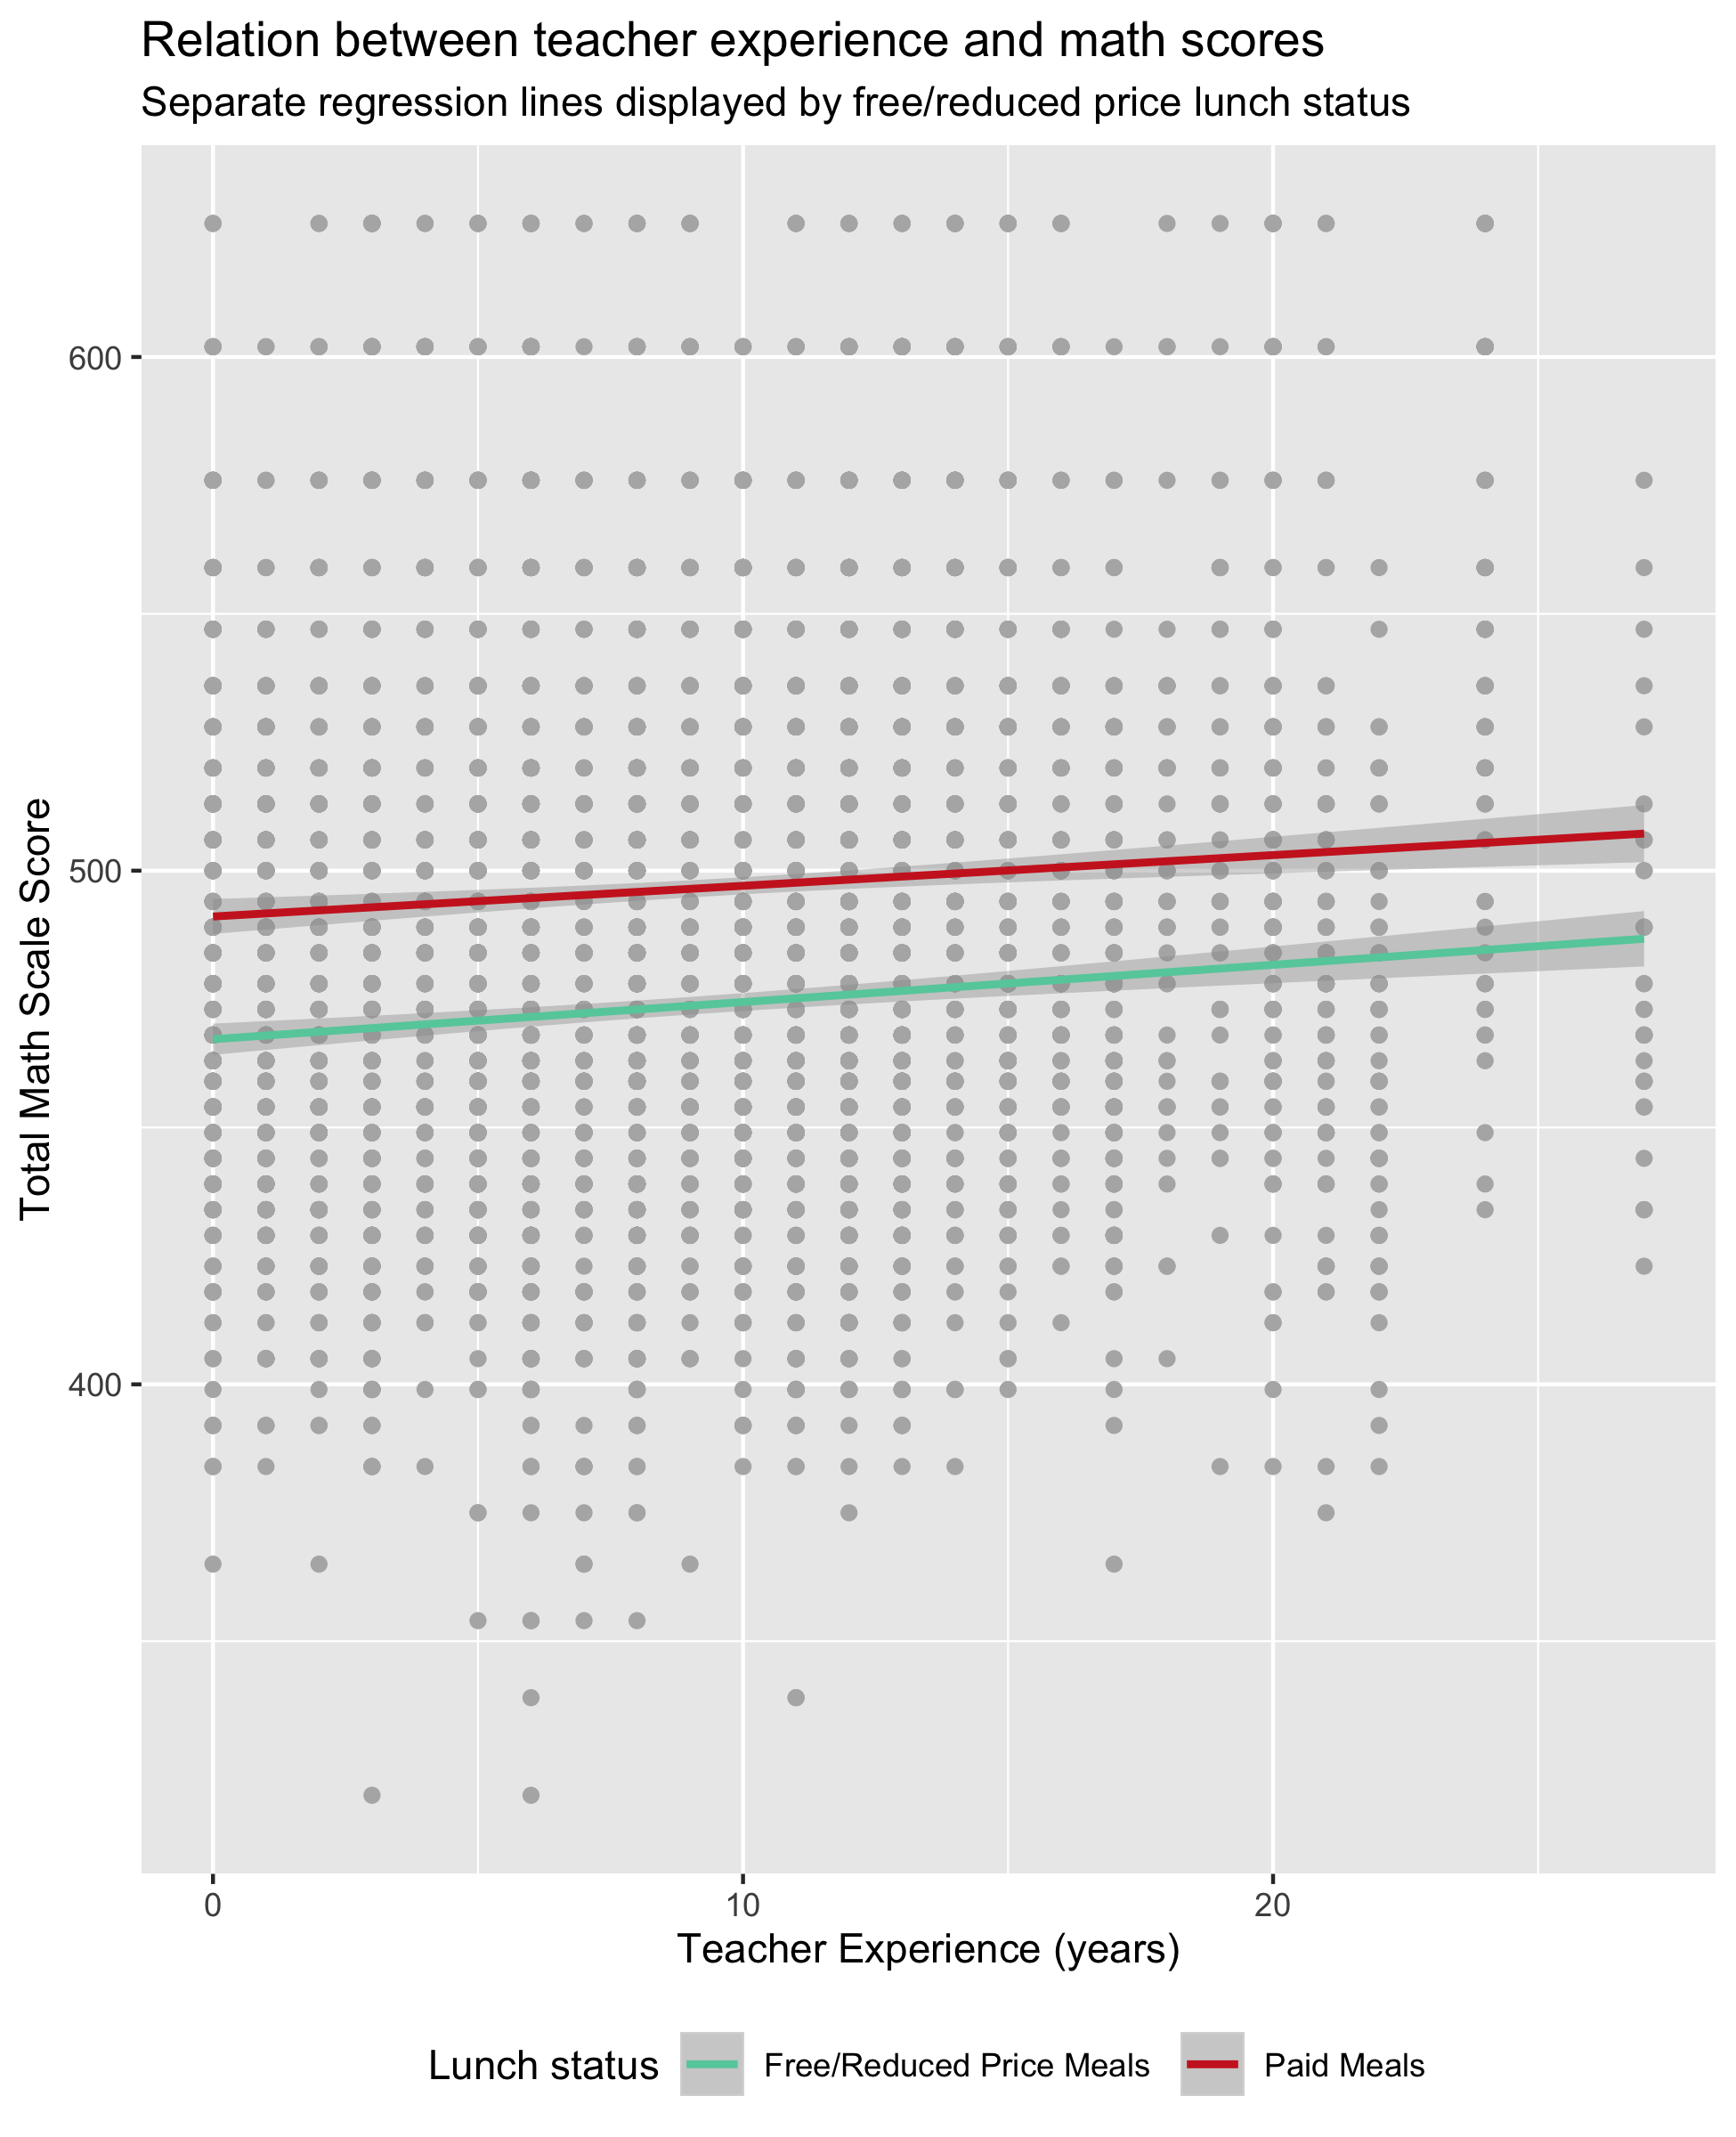 Relation between teacher experience and math scores
Separate regression lines displayed by free/reduced price lunch status
Total Math Scale Score
600
500
400
0 10 20
Teacher Experience (years)
Lunch status Free/Reduced Price Meals Paid Meals